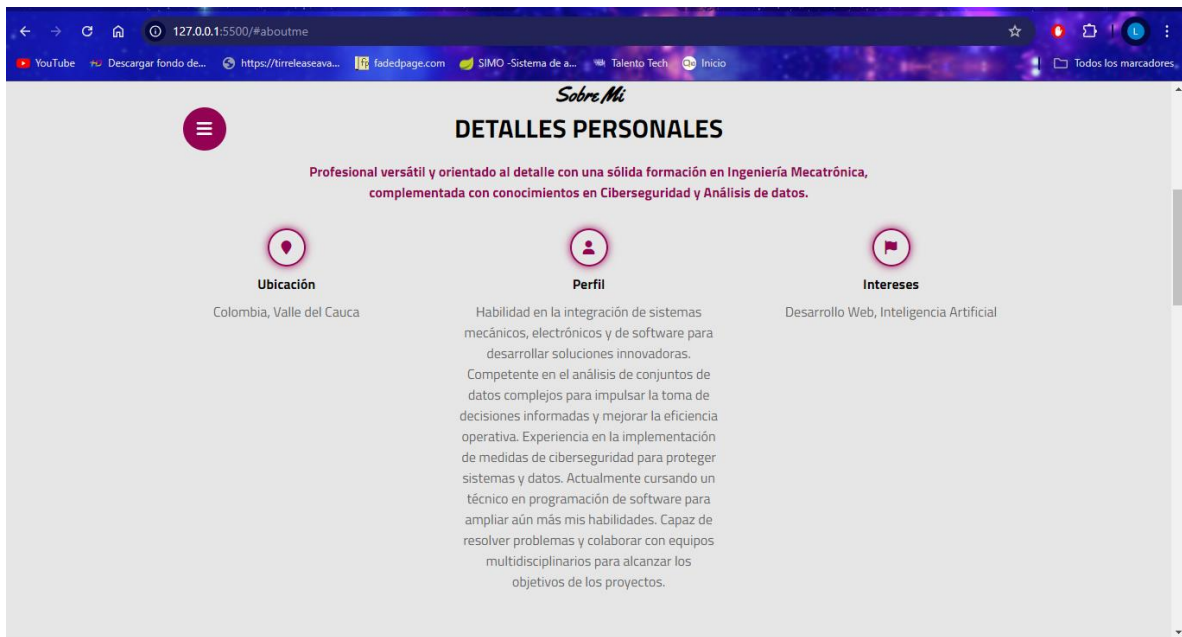 127.0.0.1:5500/#aboutme
L
YouTube Descargar fondo de... https://tirreleaseava... fadedpage.com SIMO -Sistema de a... Talento Tech Inicio Todos los marcadores
Sobre Mi
DETALLES PERSONALES
Profesional versátil y orientado al detalle con una sólida formación en Ingeniería Mecatrónica,
complementada con conocimientos en Ciberseguridad y Análisis de datos.
Ubicación
Colombia, Valle del Cauca
Perfil
Habilidad en la integración de sistemas
mecánicos, electrónicos y de software para
desarrollar soluciones innovadoras.
Competente en el análisis de conjuntos de
datos complejos para impulsar la toma de
decisiones informadas y mejorar la eficiencia
operativa. Experiencia en la implementación
de medidas de ciberseguridad para proteger
sistemas y datos. Actualmente cursando un
técnico en programación de software para
ampliar aún más mis habilidades. Capaz de
resolver problemas y colaborar con equipos
multidisciplinarios para alcanzar los
objetivos de los proyectos.
Intereses
Desarrollo Web, Inteligencia Artificial